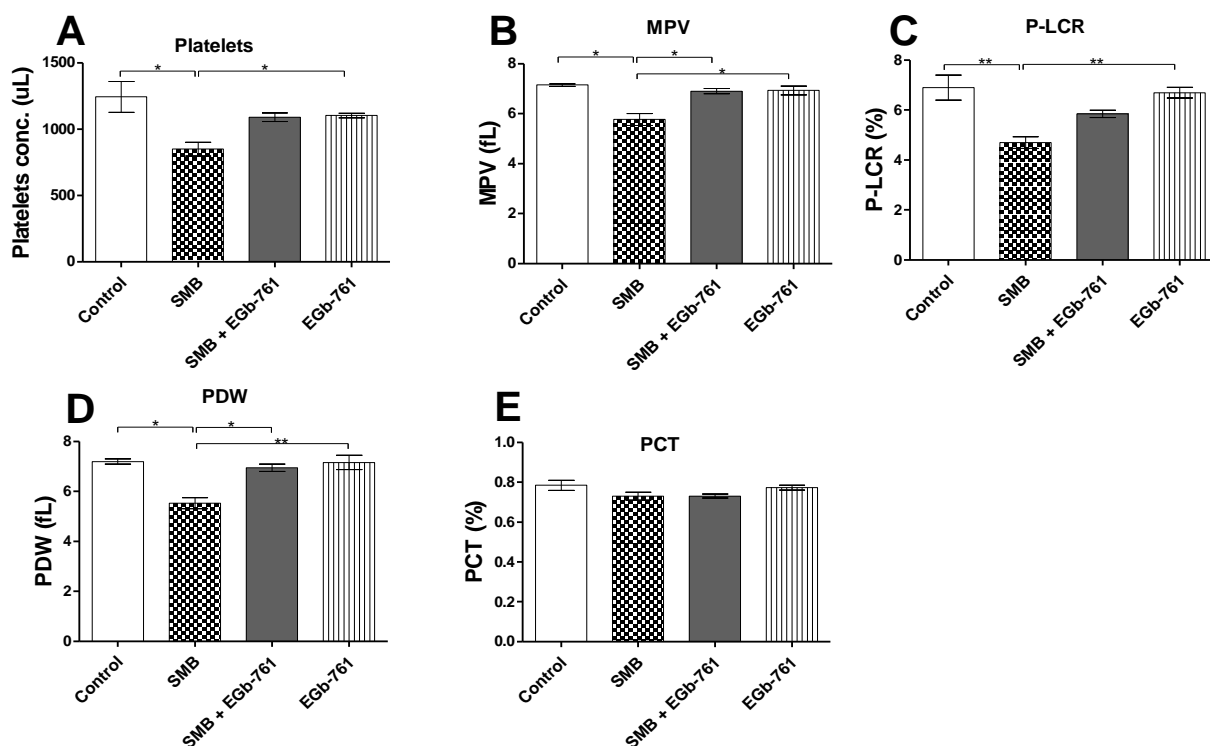 A
Platelets
Platelets conc. (uL)
1500
1000
500
0
* *
Control
SMB
SMB + EGb-761
EGb-761
B
MPV
MPV (fL)
8
6
4
2
0
* *
*
Control
SMB
SMB + EGb-761
EGb-761
C
P-LCR
P-LCR (%)
8
6
4
2
0
** **
Control
SMB
SMB + EGb-761
EGb-761
D
PDW
PDW (fL)
8
6
4
2
0
* *
**
Control
SMB
SMB + EGb-761
EGb-761
E
PCT
PCT (%)
1.0
0.8
0.6
0.4
0.2
0.0
Control
SMB
SMB + EGb-761
EGb-761